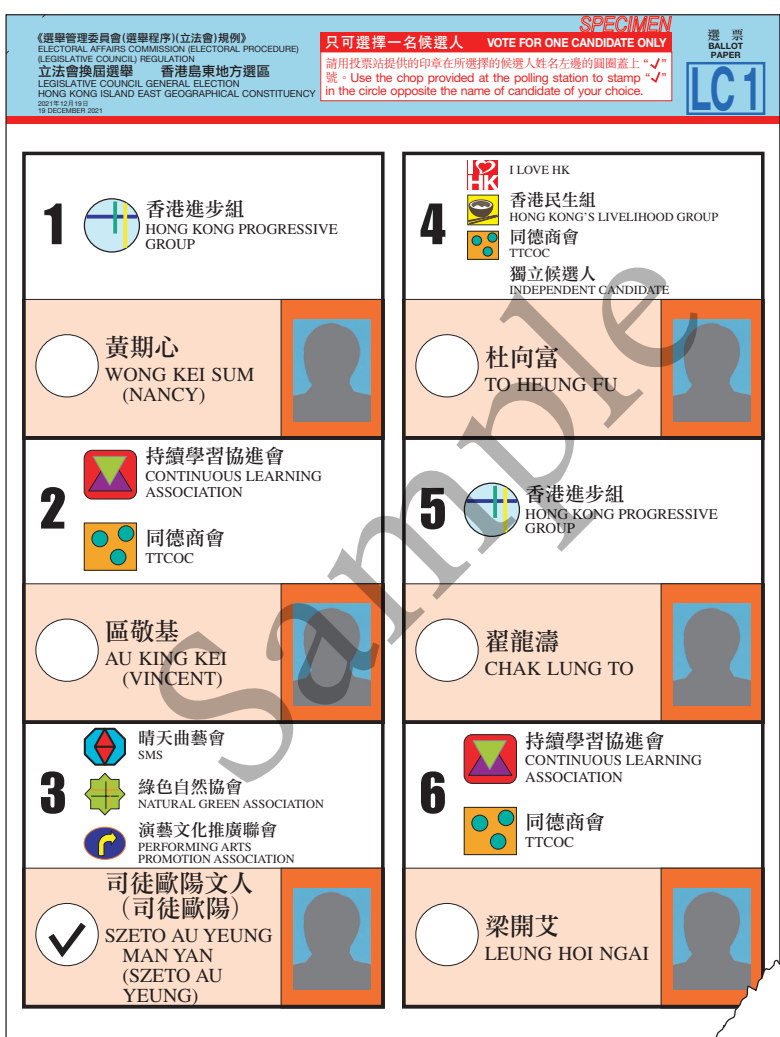 《選舉管理委員會(選舉程序)(立法會)規例》
ELECTORAL AFFAIRS COMMISSION (ELECTORAL PROCEDURE)
(LEGISLATIVE COUNCIL) REGULATION
立法會換屆選舉 香港島東地方選區
LEGISLATIVE COUNCIL GENERAL ELECTION
HONG KONG ISLAND EAST GEOGRAPHICAL CONSTITUENCY
2021年12月19日
19 DECEMBER 2021
SPECIMEN
只可選擇一名候選人 VOTE FOR ONE CANDIDATE ONLY
請用投票站提供的印章在所選擇的候選人姓名左邊的圓圈蓋上“✓”
號。Use the chop provided at the polling station to stamp “✓”
in the circle opposite the name of candidate of your choice.
選票
BALLOT
PAPER
LC1
1
香港進步組
HONG KONG PROGRESSIVE
GROUP
黃期心
WONG KEI SUM
(NANCY)
2
持續學習協進會
CONTINUOUS LEARNING
ASSOCIATION
同德商會
TTCOC
區敬基
AU KING KEI
(VINCENT)
3
晴天曲藝會
SMS
綠色自然協會
NATURAL GREEN ASSOCIATION
演藝文化推廣聯會
PERFORMING ARTS
PROMOTION ASSOCIATION
司徒歐陽文人
(司徒歐陽)
SZETO AU YEUNG
MAN YAN
(SZETO AU
YEUNG)
4
HK
I LOVE HK
香港民生組
HONG KONG'S LIVELIHOOD GROUP
同德商會
TTCOC
獨立候選人
INDEPENDENT CANDIDATE
杜向富
TO HEUNG FU
5
香港進步組
HONG KONG PROGRESSIVE
GROUP
翟龍濤
CHAK LUNG TO
6
持續學習協進會
CONTINUOUS LEARNING
ASSOCIATION
同德商會
TTCOC
梁開艾
LEUNG HOI NGAI
Sample